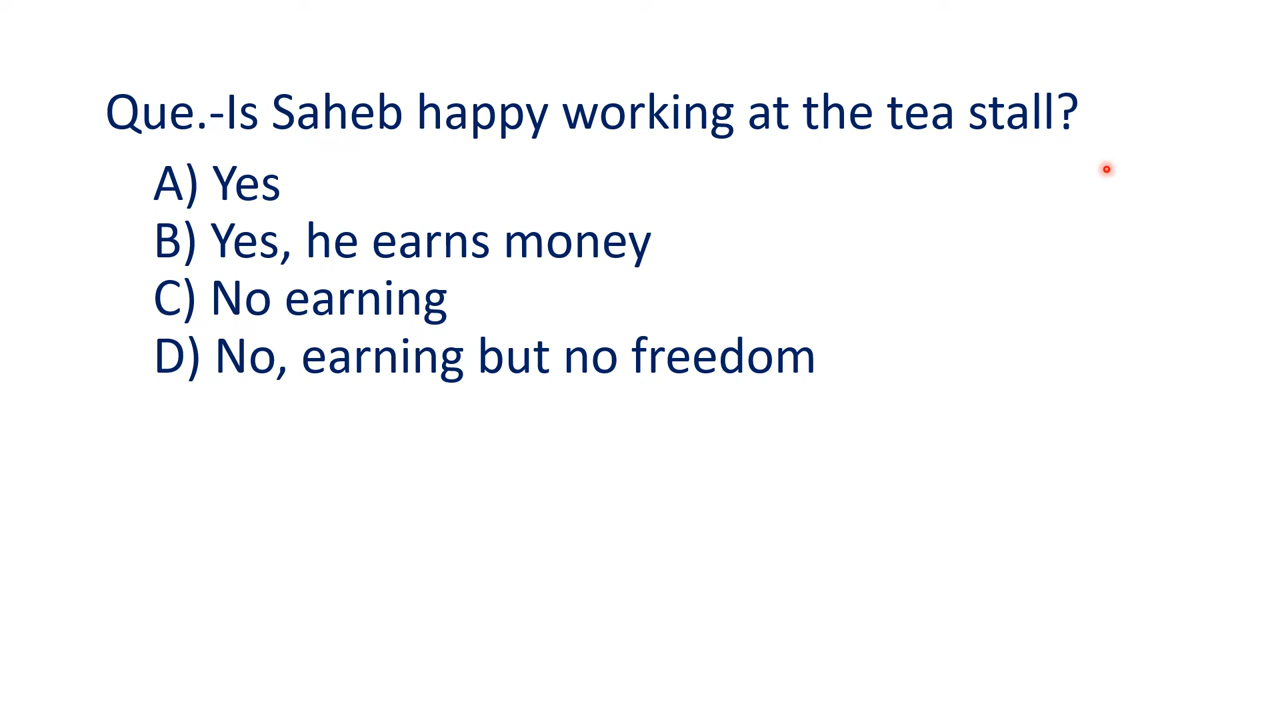 Que.-Is Saheb happy working at the tea stall?
A) Yes
B) Yes, he earns money
C) No earning
D) No, earning but no freedom